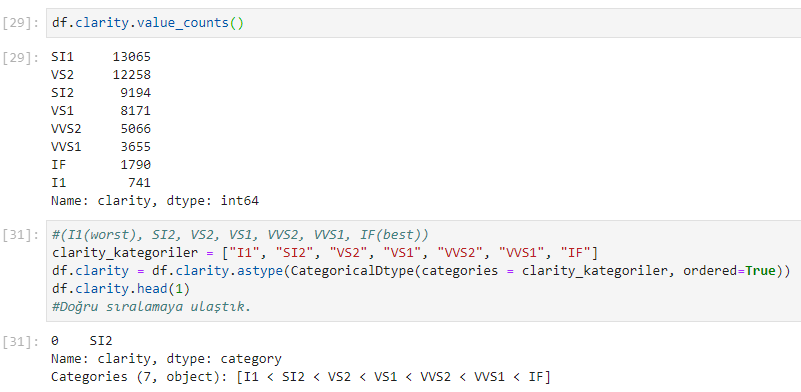 [29]: df.clarity.value_counts()
[29]: SI1     13065
VS2     12258
SI2      9194
VS1      8171
VVS2     5066
VVS1     3655
IF       1790
I1        741
Name: clarity, dtype: int64
[31]: #(I1(worst), SI2, VS2, VS1, VVS2, VVS1, IF(best))
clarity_kategoriler = ["I1", "SI2", "VS2", "VS1", "VVS2", "VVS1", "IF"]
df.clarity = df.clarity.astype(CategoricalDtype(categories = clarity_kategoriler, ordered=True))
df.clarity.head(1)
#Doğru sıralamaya ulaştık.
[31]: 0    SI2
Name: clarity, dtype: category
Categories (7, object): [I1 < SI2 < VS2 < VS1 < VVS2 < VVS1 < IF]